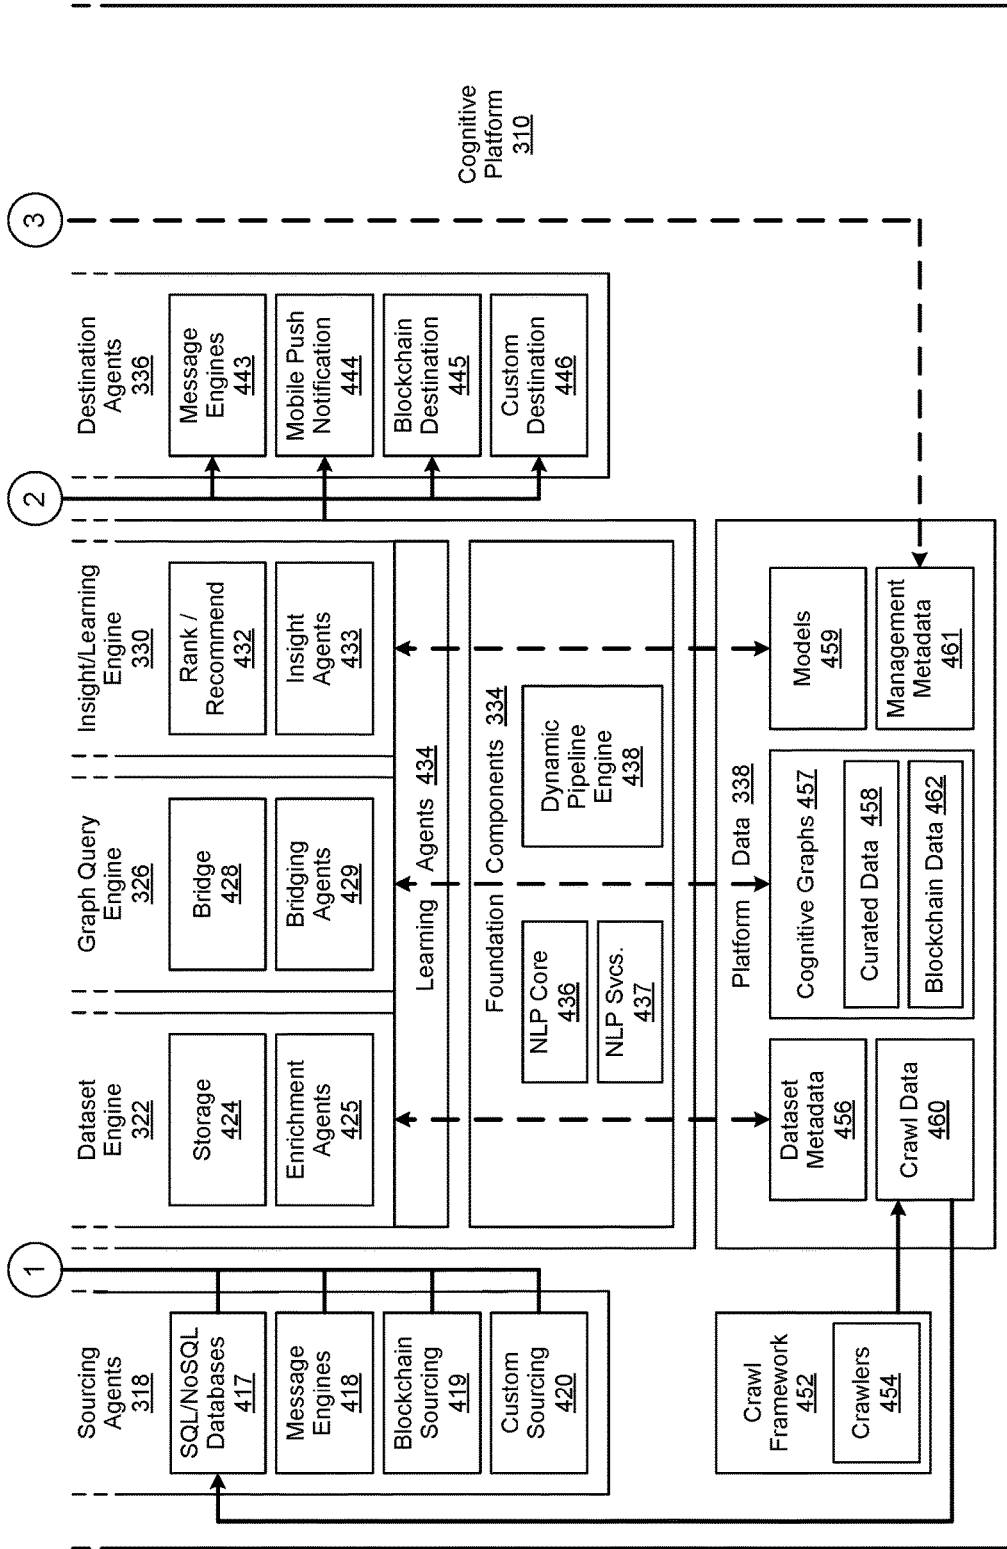 1
2
3
Sourcing
Agents
318
SQL/NoSQL
Databases
417
Message
Engines
418
Blockchain
Sourcing
419
Custom
Sourcing
420
Dataset
Engine
322
Storage
424
Enrichment
Agents
425
Graph Query
Engine
326
Bridge
428
Bridging
Agents
429
Insight/Learning
Engine
330
Rank /
Recommend
432
Insight
Agents
433
Learning Agents 434
Foundation Components 334
NLP Core
436
NLP Svcs.
437
Dynamic
Pipeline
Engine
438
Destination
Agents
336
Message
Engines
443
Mobile Push
Notification
444
Blockchain
Destination
445
Custom
Destination
446
Cognitive
Platform
310
Crawl
Framework
452
Crawlers
454
Platform Data 338
Dataset
Metadata
456
Crawl Data
460
Cognitive Graphs 457
Curated Data 458
Blockchain Data 462
Models
459
Management
Metadata
461